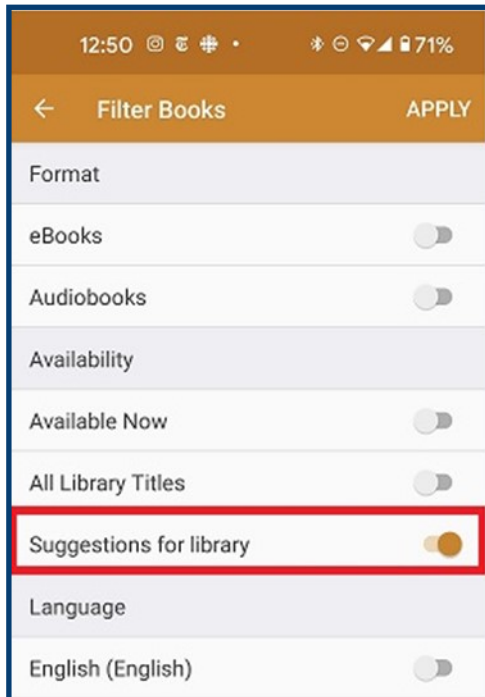 12:50 71%
Filter Books APPLY
Format
eBooks
Audiobooks
Availability
Available Now
All Library Titles
Suggestions for library
Language
English (English)